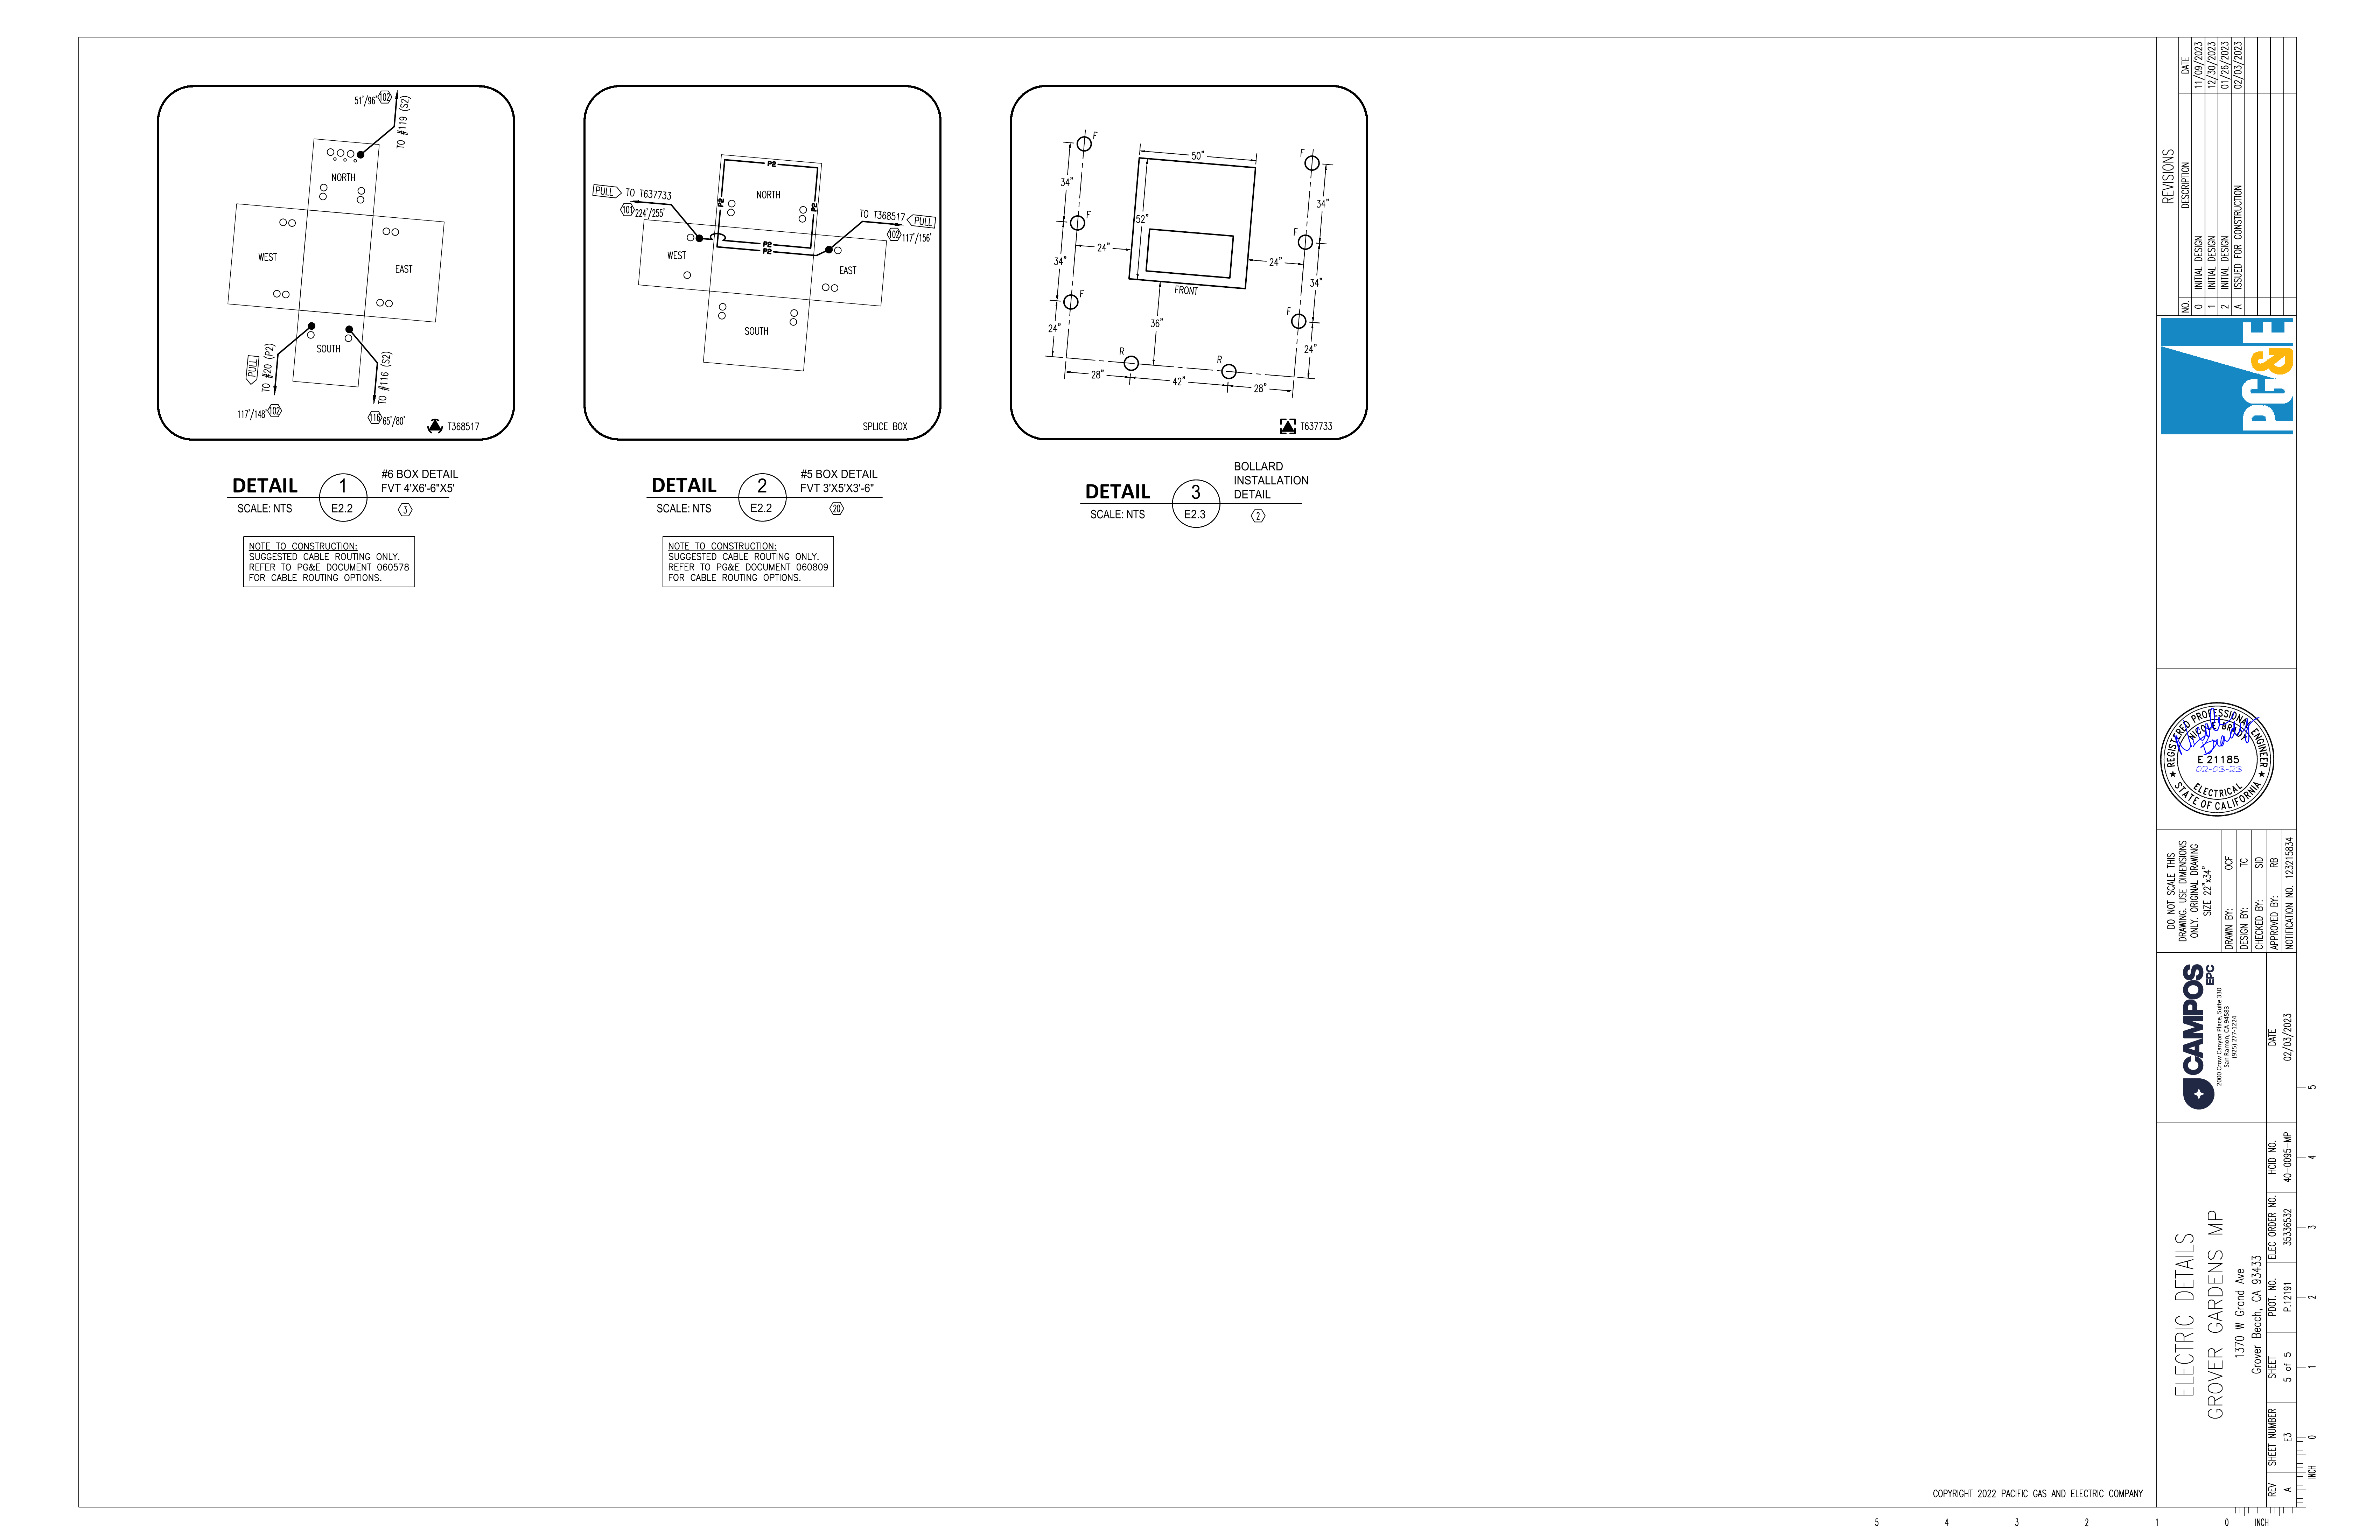 51'/96'
102
TO #119 (S2)
NORTH
WEST
EAST
SOUTH
PULL
TO #20 (P2)
117'/148'
102
TO #116 (S2)
116
65'/80'
T368517
DETAIL
1
E2.2
SCALE: NTS
#6 BOX DETAIL
FVT 4'X6'-6"X5'
3
NOTE TO CONSTRUCTION:
SUGGESTED CABLE ROUTING ONLY.
REFER TO PG&E DOCUMENT 060578
FOR CABLE ROUTING OPTIONS.
P2
NORTH
P2
P2
PULL
TO T637733
101
224'/255'
TO T368517
PULL
102
117'/156'
P2
P2
WEST
EAST
SOUTH
SPLICE BOX
DETAIL
2
E2.2
SCALE: NTS
#5 BOX DETAIL
FVT 3'X5'X3'-6"
20
NOTE TO CONSTRUCTION:
SUGGESTED CABLE ROUTING ONLY.
REFER TO PG&E DOCUMENT 060809
FOR CABLE ROUTING OPTIONS.
F
50"
F
34"
34"
52"
F
F
24"
24"
34"
34"
FRONT
F
F
24"
36"
24"
R
R
28"
42"
28"
T637733
DETAIL
3
E2.3
SCALE: NTS
BOLLARD
INSTALLATION
DETAIL
2
REVISIONS
NO.
DESCRIPTION
DATE
0 INITIAL DESIGN 11/09/2023
1 INITIAL DESIGN 12/30/2023
2 INITIAL DESIGN 01/26/2023
A ISSUED FOR CONSTRUCTION 02/03/2023
PG&E
REGISTERED PROFESSIONAL ENGINEER
NICOLE BRADY
Nicole Brady
E 21185
02-03-23
ELECTRICAL
STATE OF CALIFORNIA
DO NOT SCALE THIS
DRAWING. USE DIMENSIONS
ONLY. ORIGINAL DRAWING
SIZE 22"x34"
DRAWN BY: OCF
DESIGN BY: TC
CHECKED BY: SID
APPROVED BY: RB
NOTIFICATION NO. 123215834
CAMPOS
EPC
2000 Crow Canyon Place, Suite 330
San Ramon, CA 94583
(925) 277-1224
ELECTRIC DETAILS
GROVER GARDENS MP
1370 W Grand Ave
Grover Beach, CA 93433
REV
A
SHEET NUMBER
E3
SHEET
5 of 5
PDOT. NO.
P.12191
ELEC ORDER NO.
35336532
HCID NO.
40-0095-MP
DATE
02/03/2023
COPYRIGHT 2022 PACIFIC GAS AND ELECTRIC COMPANY
5 4 3 2 1 0 INCH
INCH 0 1 2 3 4 5